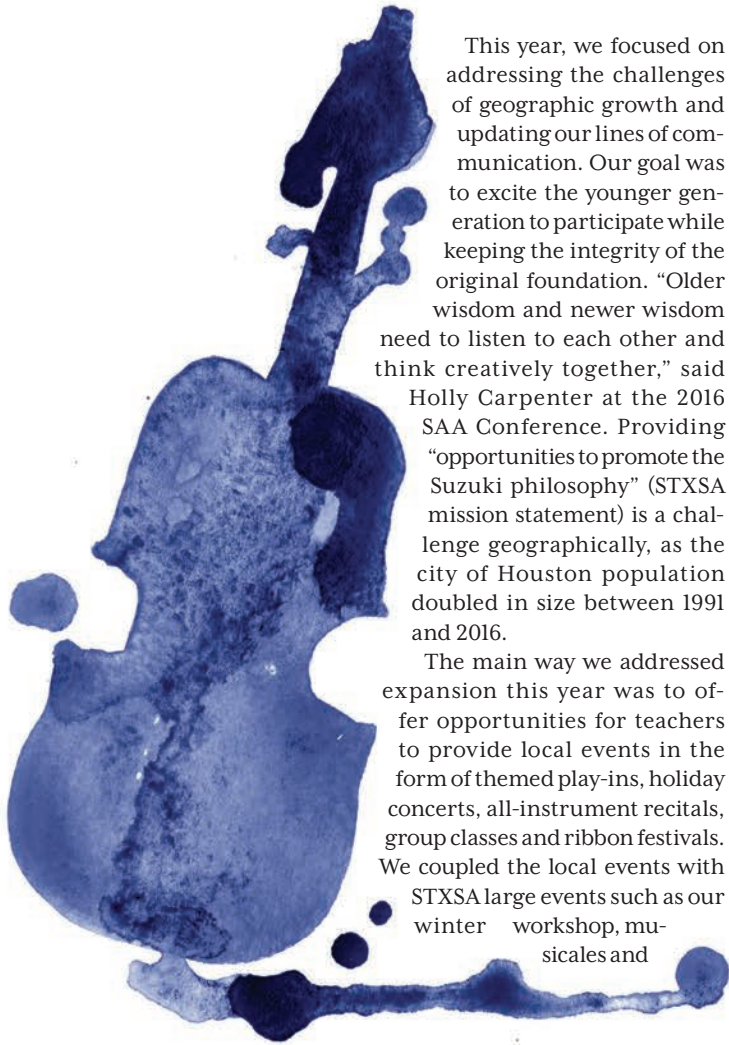 This year, we focused on
addressing the challenges
of geographic growth and
updating our lines of com-
munication. Our goal was
to excite the younger gen-
eration to participate while
keeping the integrity of the
original foundation. “Older
wisdom and newer wisdom
need to listen to each other and
think creatively together,” said
Holly Carpenter at the 2016
SAA Conference. Providing
“opportunities to promote the
Suzuki philosophy” (STXSA
mission statement) is a chal-
lenge geographically, as the
city of Houston population
doubled in size between 1991
and 2016.
The main way we addressed
expansion this year was to of-
fer opportunities for teachers
to provide local events in the
form of themed play-ins, holiday
concerts, all-instrument recitals,
group classes and ribbon festivals.
We coupled the local events with
STXSA large events such as our
winter workshop, mu-
sicales and